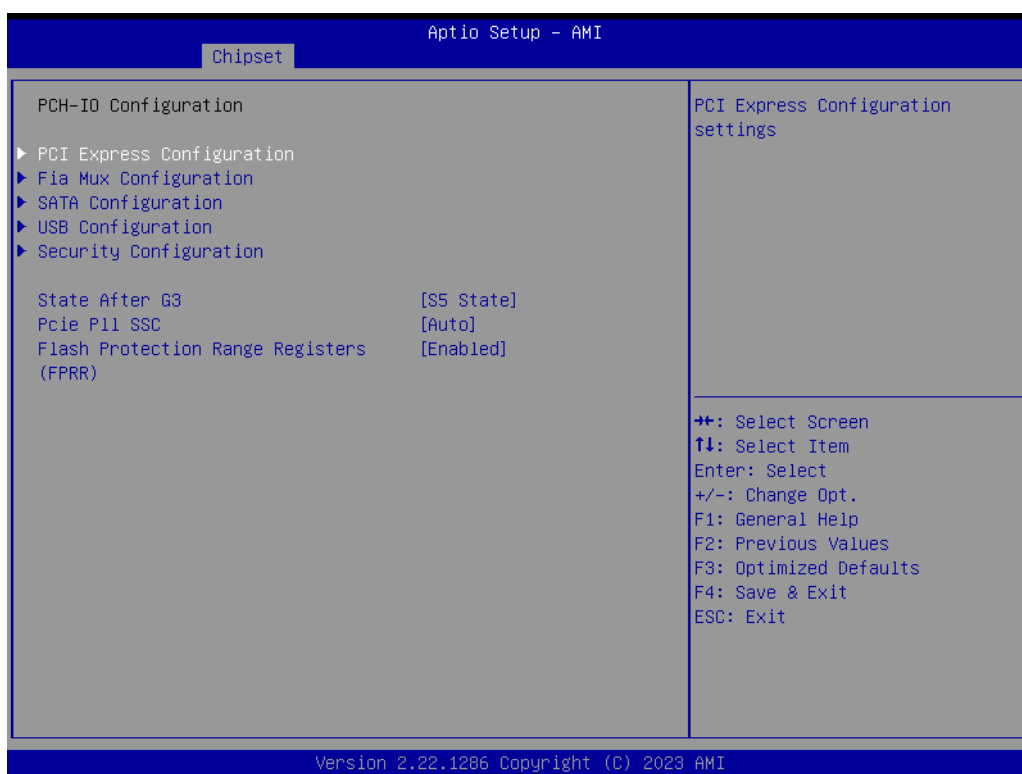 Aptio Setup – AMI
Chipset
PCH-IO Configuration
PCI Express Configuration
Fia Mux Configuration
SATA Configuration
USB Configuration
Security Configuration
State After G3 [S5 State]
Pcie Pll SSC [Auto]
Flash Protection Range Registers [Enabled]
(FPRR)
PCI Express Configuration
settings
→←: Select Screen
↑↓: Select Item
Enter: Select
+/-: Change Opt.
F1: General Help
F2: Previous Values
F3: Optimized Defaults
F4: Save & Exit
ESC: Exit
Version 2.22.1286 Copyright (C) 2023 AMI